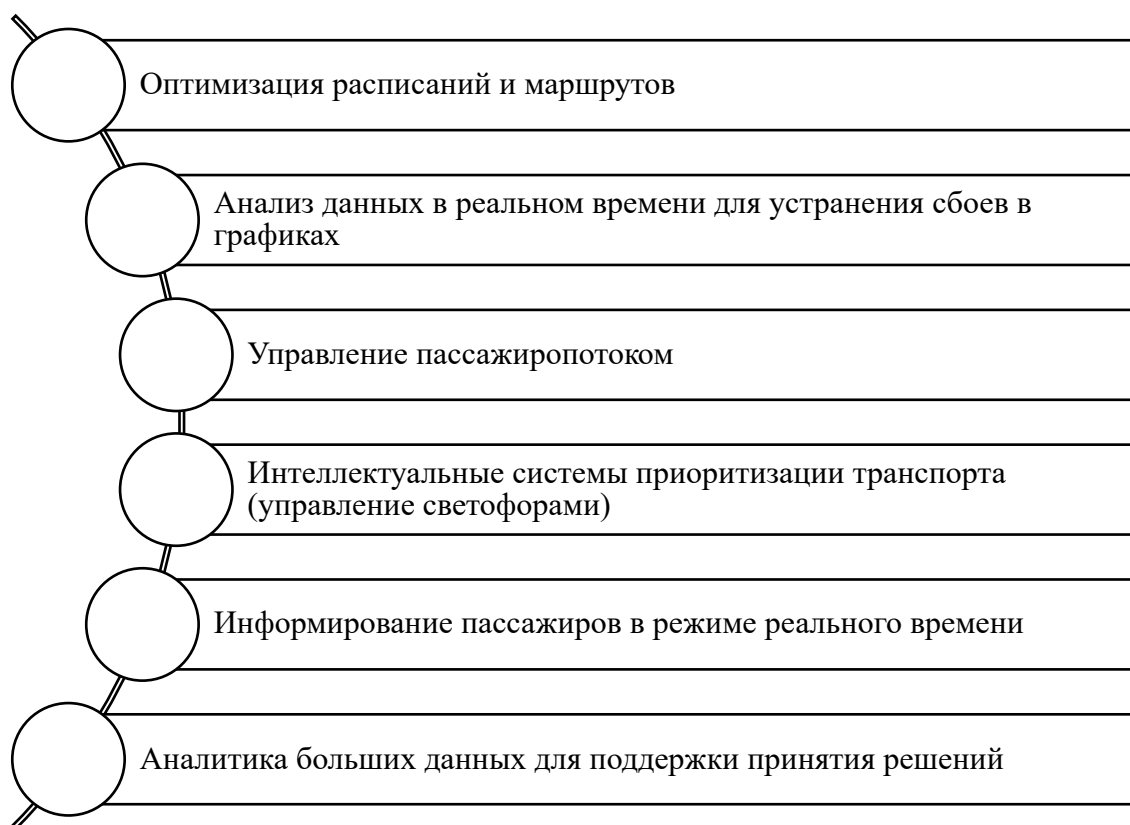 Оптимизация расписаний и маршрутов
Анализ данных в реальном времени для устранения сбоев в
графиках
Управление пассажиропотоком
Интеллектуальные системы приоритизации транспорта
(управление светофорами)
Информирование пассажиров в режиме реального времени
Аналитика больших данных для поддержки принятия решений